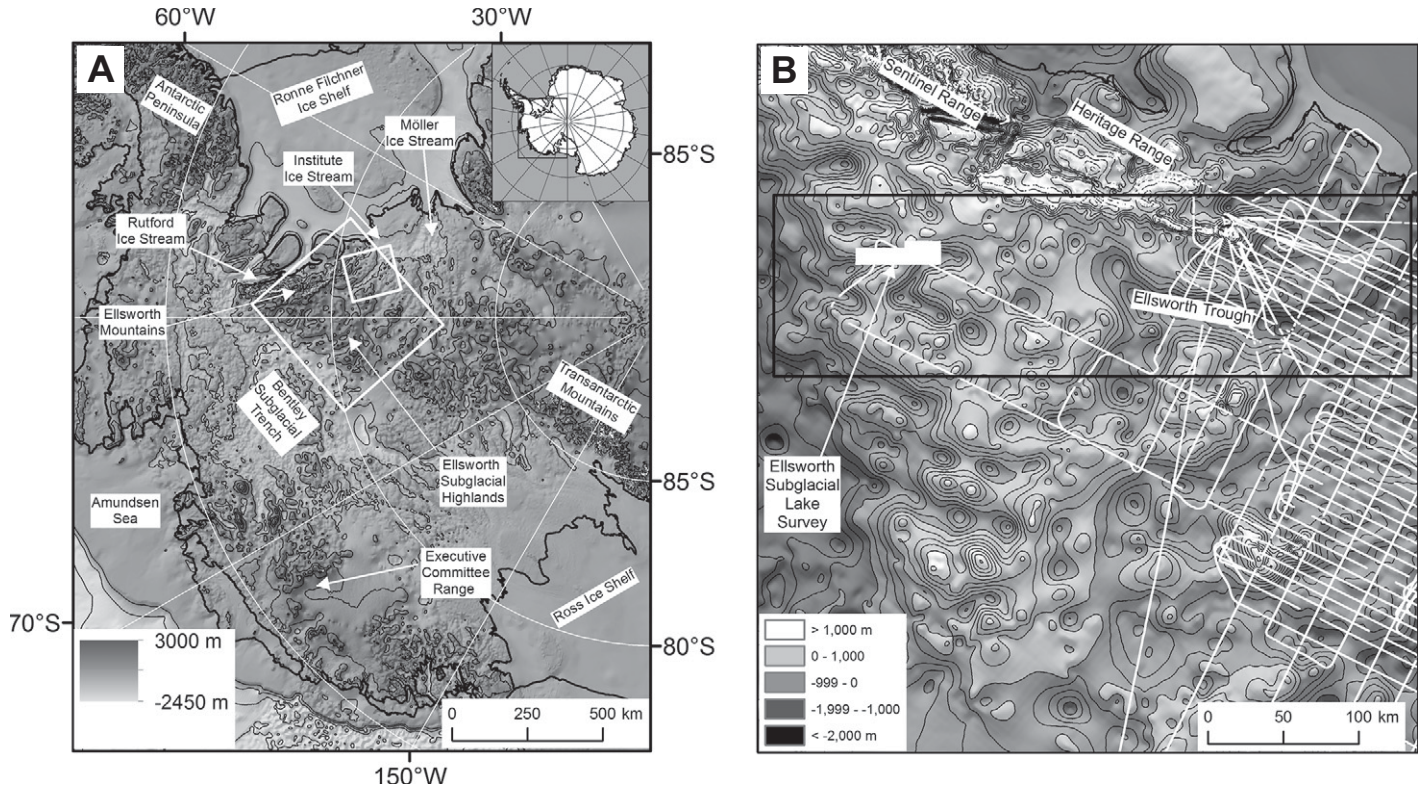 60°W
30°W
A
Antarctic
Peninsula
Ronne Filchner
Ice Shelf
Möller
Ice Stream
Institute
Ice Stream
85°S
Rutford
Ice Stream
Ellsworth
Mountains
Bentley
Subglacial
Trench
Transantarctic
Mountains
Ellsworth
Subglacial
Highlands
85°S
Amundsen
Sea
Executive
Committee
Range
Ross Ice Shelf
70°S
80°S
3000 m
-2450 m
0 250 500 km
150°W
B
Sentinel Range
Heritage Range
Ellsworth Trough
Ellsworth
Subglacial
Lake
Survey
> 1,000 m
0 - 1,000
-999 - 0
-1,999 - -1,000
< -2,000 m
0 50 100 km